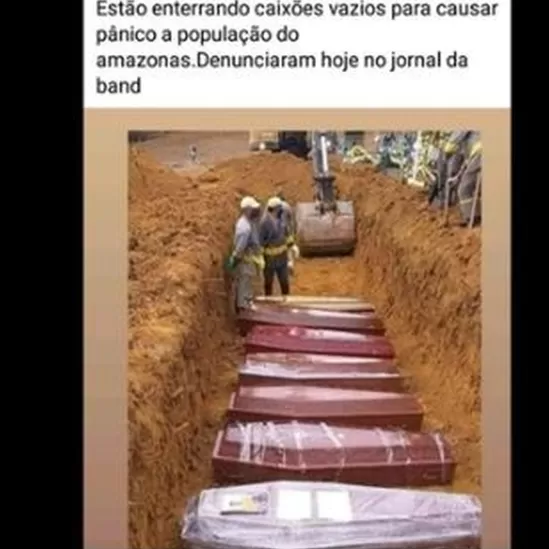 Estão enterrando caixões vazios para causar
pânico a população do
amazonas.Denunciaram hoje no jornal da
band